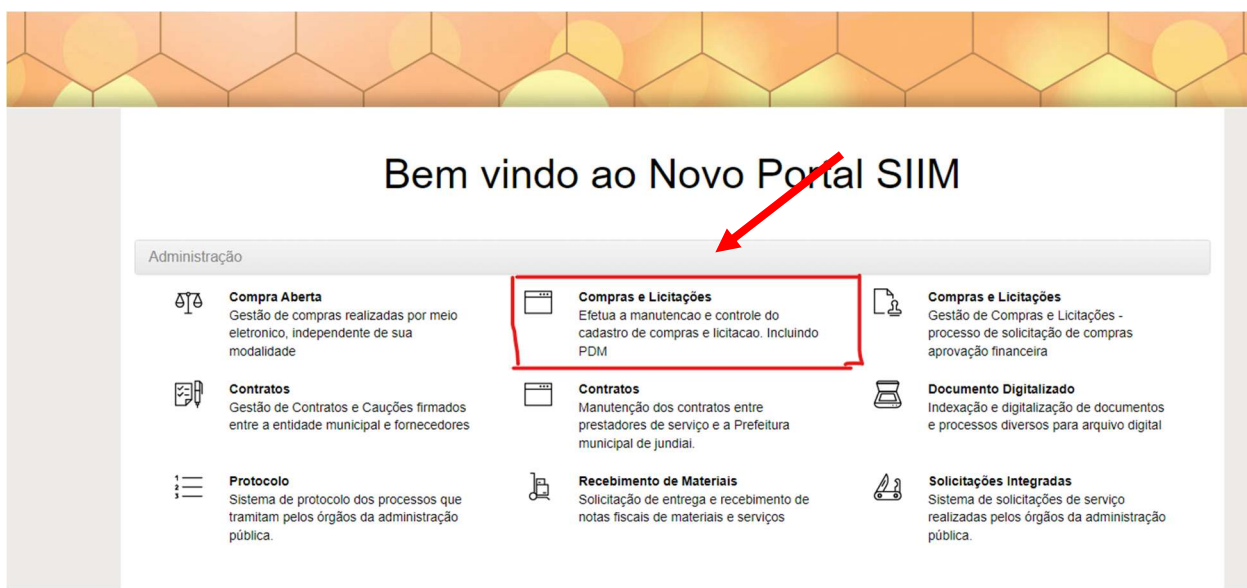 Bem vindo ao Novo Portal SIIM
Administração
Compra Aberta
Gestão de compras realizadas por meio
eletronico, independente de sua
modalidade
Compras e Licitações
Efetua a manutencao e controle do
cadastro de compras e licitacao. Incluindo
PDM
Compras e Licitações
Gestão de Compras e Licitações -
processo de solicitação de compras
aprovação financeira
Contratos
Gestão de Contratos e Cauções firmados
entre a entidade municipal e fornecedores
Contratos
Manutenção dos contratos entre
prestadores de serviço e a Prefeitura
municipal de jundiai.
Documento Digitalizado
Indexação e digitalização de documentos
e processos diversos para arquivo digital
Protocolo
Sistema de protocolo dos processos que
tramitam pelos órgãos da administração
pública.
Recebimento de Materiais
Solicitação de entrega e recebimento de
notas fiscais de materiais e serviços
Solicitações Integradas
Sistema de solicitações de serviço
realizadas pelos órgãos da administração
pública.